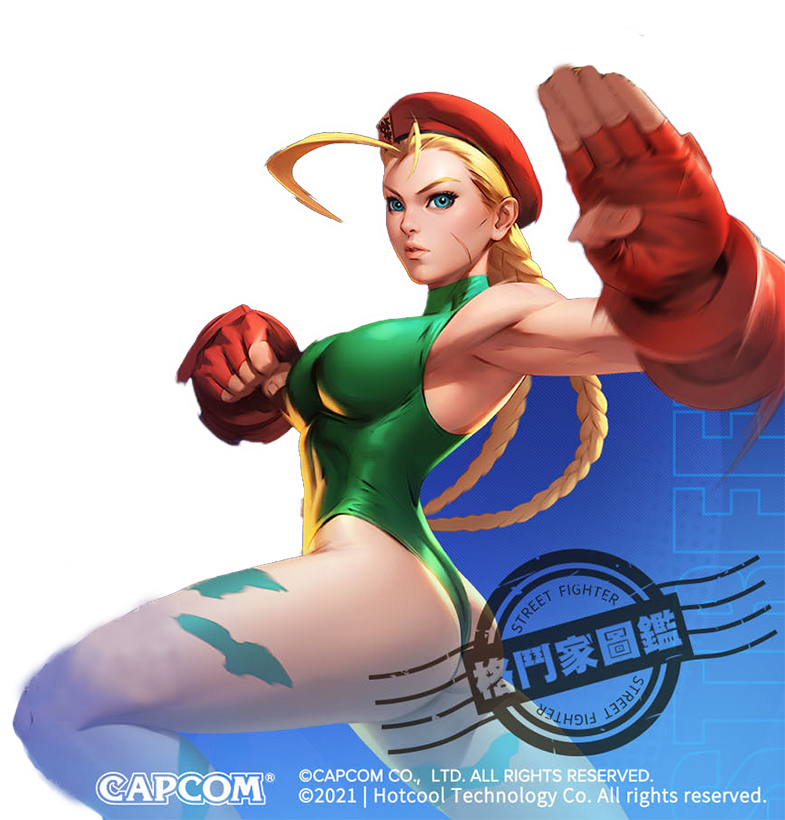 STREET FIGHTER
格鬥家圖鑑
STREET FIGHTER
CAPCOM®
©CAPCOM CO., LTD. ALL RIGHTS RESERVED.
©2021 | Hotcool Technology Co. All rights reserved.